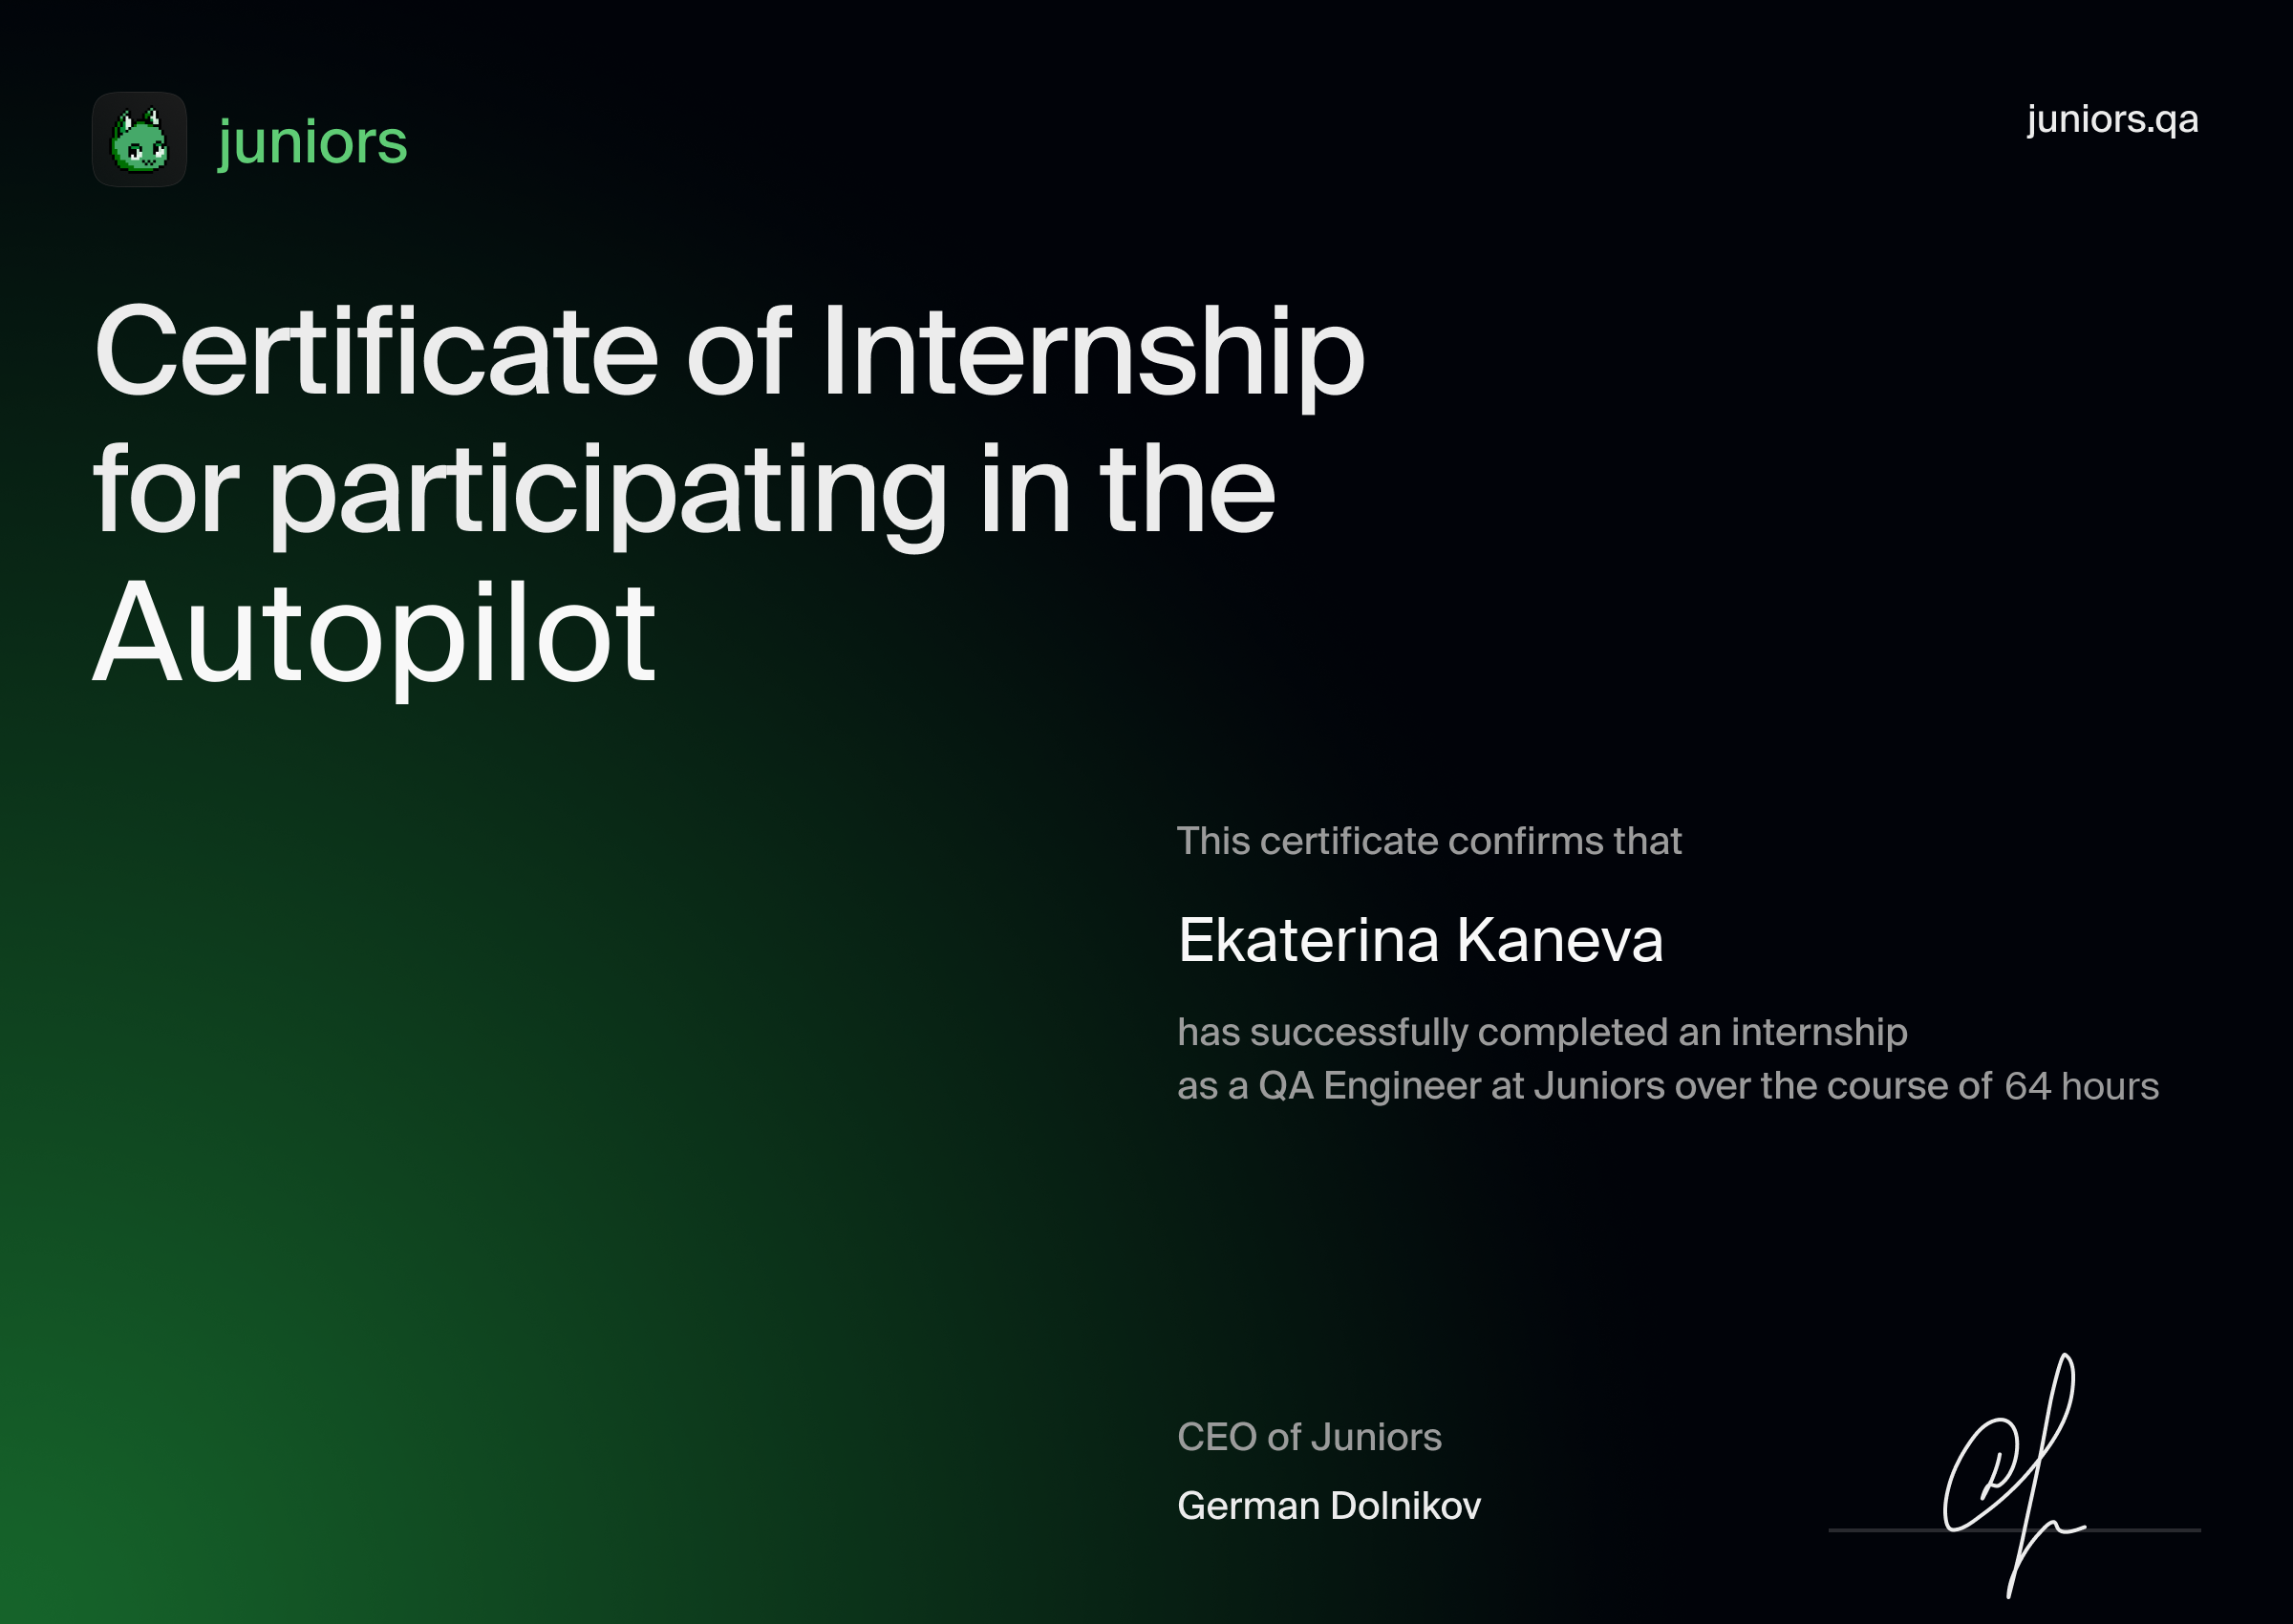 juniors
juniors.qa
Certificate of Internship
for participating in the
Autopilot
This certificate confirms that
Ekaterina Kaneva
has successfully completed an internship
as a QA Engineer at Juniors over the course of 64 hours
CEO of Juniors
German Dolnikov